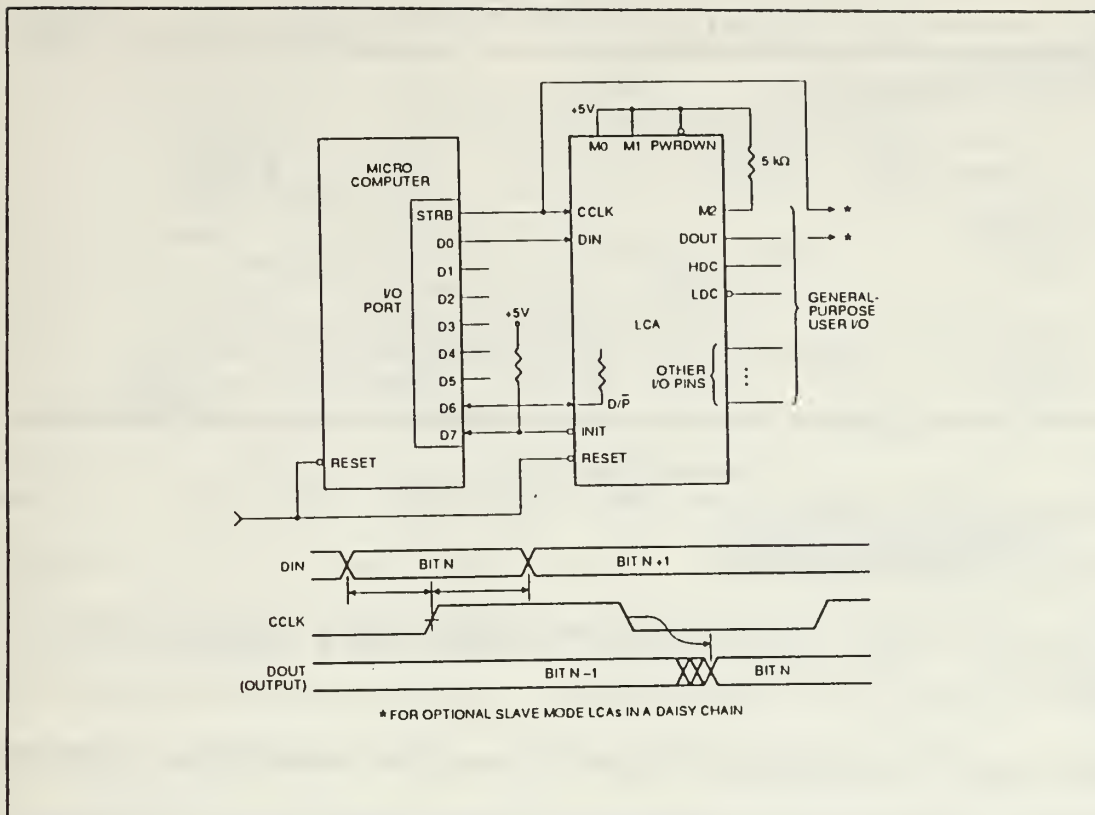 +5V
M0 M1 PWRDWN
5 kΩ
MICRO
COMPUTER
STRB
CCLK
M2
*
D0
DIN
DOUT
*
D1
HDC
D2
LDC
I/O
PORT
D3
+5V
LCA
GENERAL-
PURPOSE
USER I/O
D4
D5
OTHER
I/O PINS
D6
D/P̅
D7
INIT
RESET
RESET
DIN
BIT N
BIT N+1
CCLK
DOUT
(OUTPUT)
BIT N-1
BIT N
* FOR OPTIONAL SLAVE MODE LCAs IN A DAISY CHAIN